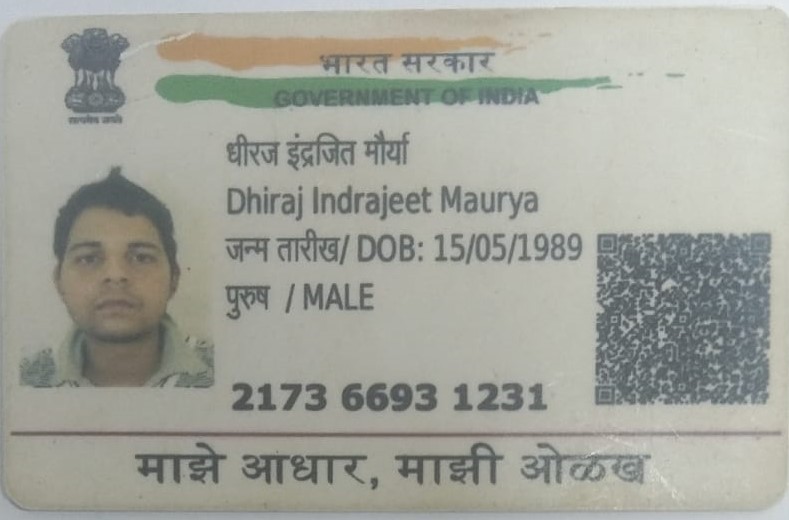 भारत सरकार
GOVERNMENT OF INDIA
सत्यमेव जयते
धीरज इंद्रजित मौर्या
Dhiraj Indrajeet Maurya
जन्म तारीख/ DOB: 15/05/1989
पुरुष / MALE
2173 6693 1231
माझे आधार, माझी ओळख